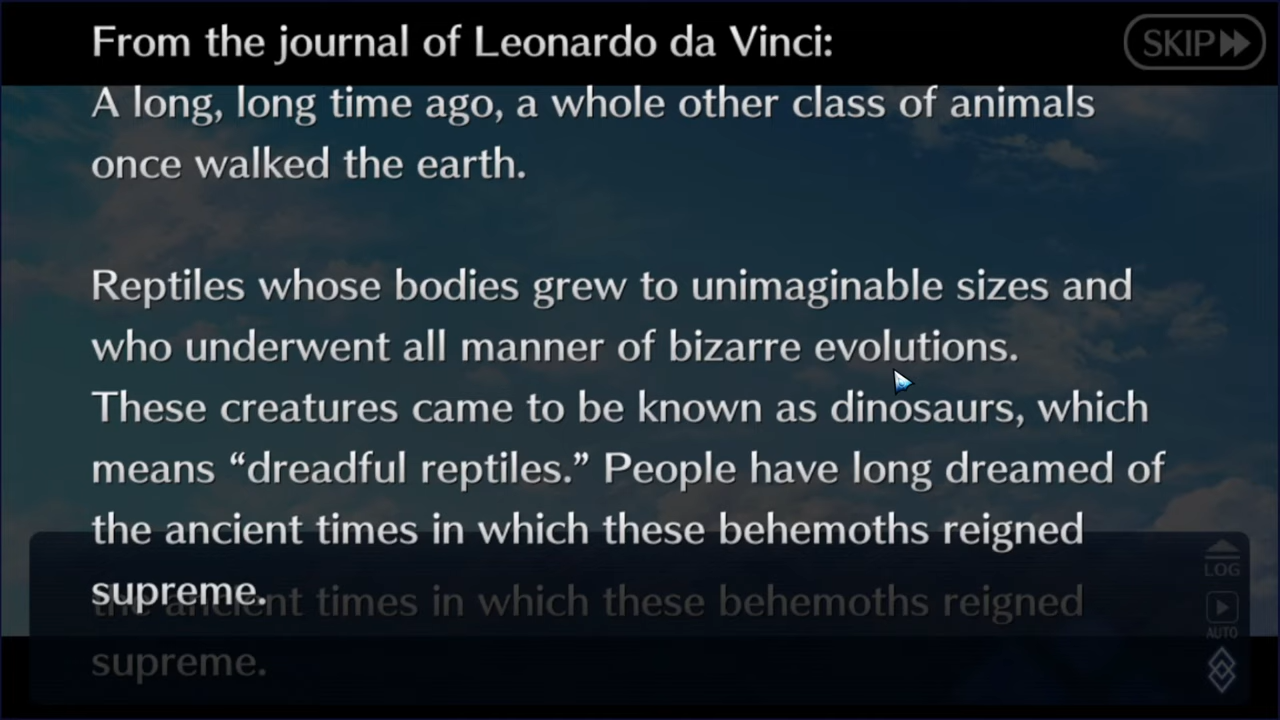 From the journal of Leonardo da Vinci:
SKIP
A long, long time ago, a whole other class of animals
once walked the earth.
Reptiles whose bodies grew to unimaginable sizes and
who underwent all manner of bizarre evolutions.
These creatures came to be known as dinosaurs, which
means “dreadful reptiles.” People have long dreamed of
the ancient times in which these behemoths reigned
supreme.
the ancient times in which these behemoths reigned
supreme.
LOG
AUTO